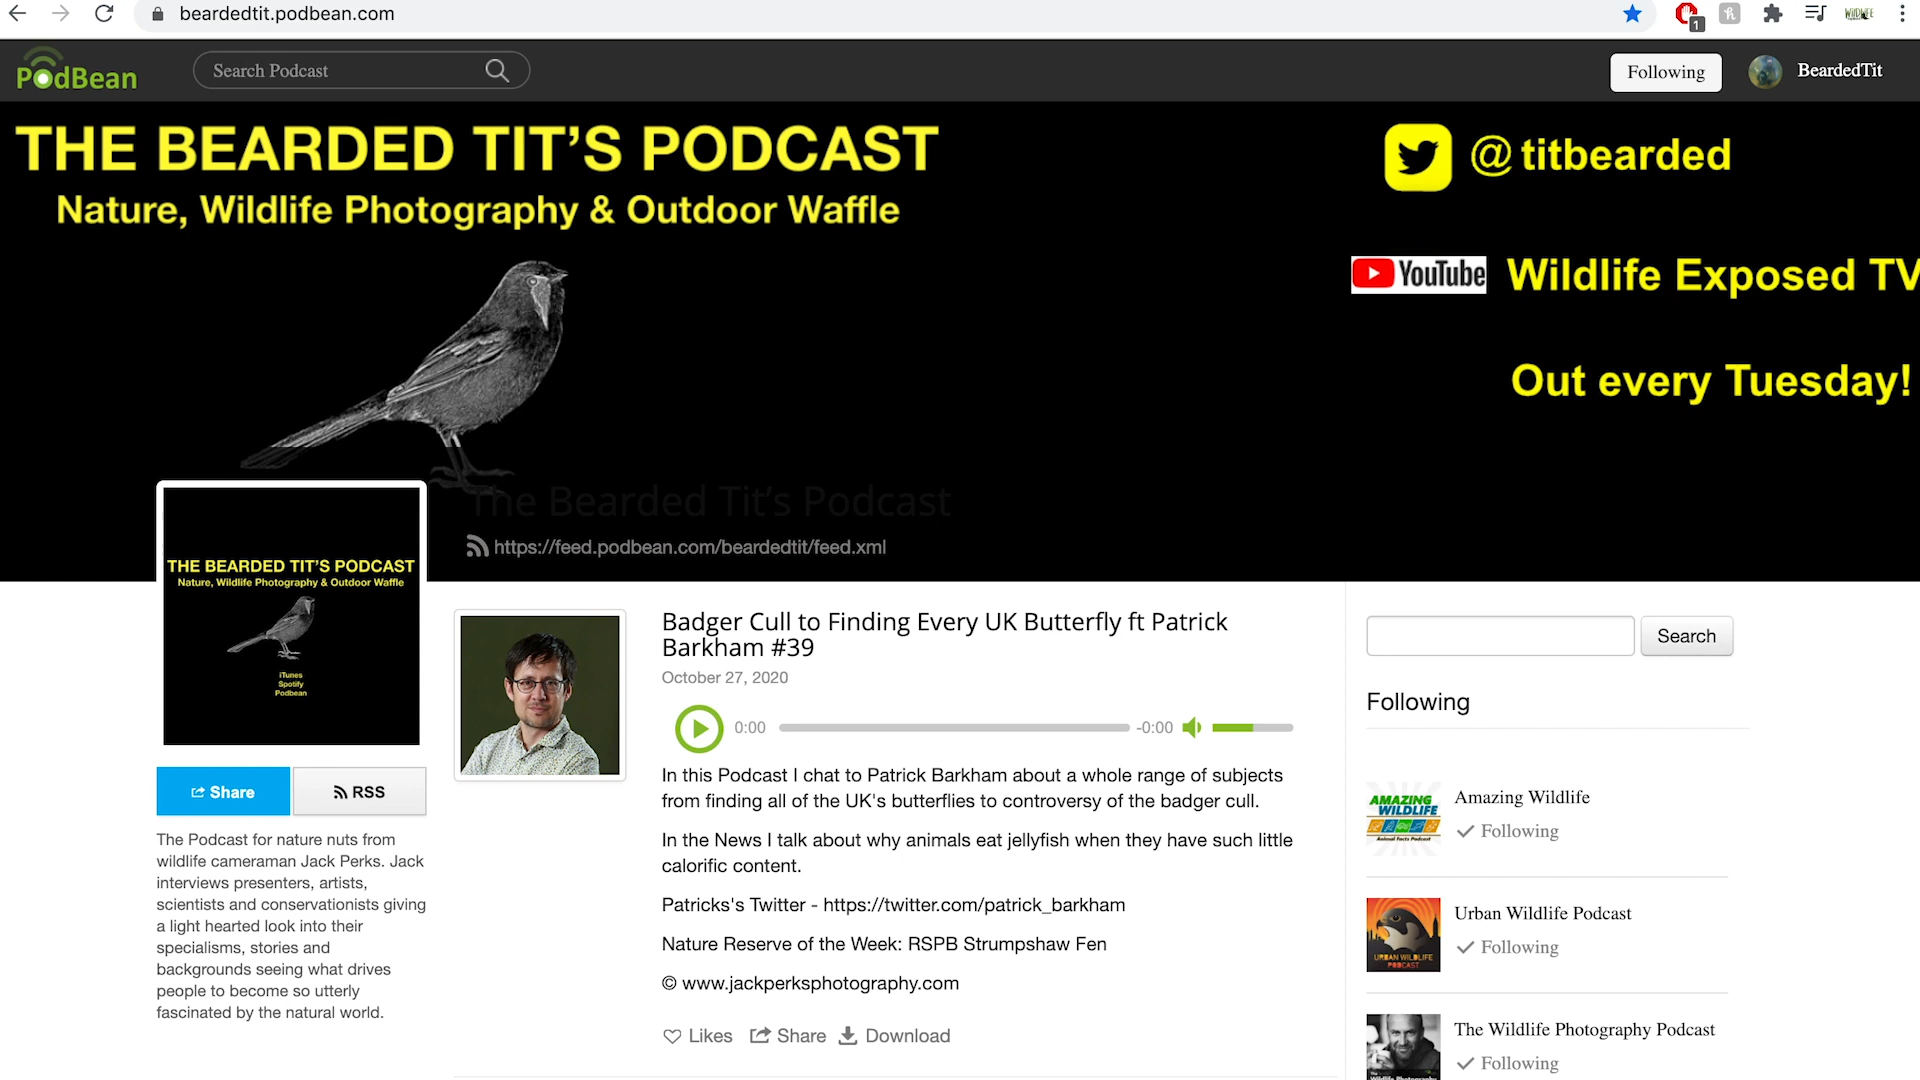 beardedtit.podbean.com
1
PodBean
Search Podcast
Following
BeardedTit
THE BEARDED TIT'S PODCAST
Nature, Wildlife Photography & Outdoor Waffle
@titbearded
YouTube
Wildlife Exposed TV
Out every Tuesday!
The Bearded Tit's Podcast
https://feed.podbean.com/beardedtit/feed.xml
THE BEARDED TIT'S PODCAST
Nature, Wildlife Photography & Outdoor Waffle
iTunes
Spotify
Podbean
Share
RSS
The Podcast for nature nuts from
wildlife cameraman Jack Perks. Jack
interviews presenters, artists,
scientists and conservationists giving
a light hearted look into their
specialisms, stories and
backgrounds seeing what drives
people to become so utterly
fascinated by the natural world.
Badger Cull to Finding Every UK Butterfly ft Patrick
Barkham #39
October 27, 2020
0:00
-0:00
In this Podcast I chat to Patrick Barkham about a whole range of subjects
from finding all of the UK's butterflies to controversy of the badger cull.
In the News I talk about why animals eat jellyfish when they have such little
calorific content.
Patricks's Twitter - https://twitter.com/patrick_barkham
Nature Reserve of the Week: RSPB Strumpshaw Fen
© www.jackperksphotography.com
Likes
Share
Download
Search
Following
AMAZING
WILDLIFE
Animal Facts Podcast
Amazing Wildlife
Following
URBAN WILDLIFE
PODCAST
Urban Wildlife Podcast
Following
The Wildlife Photography Podcast
Following